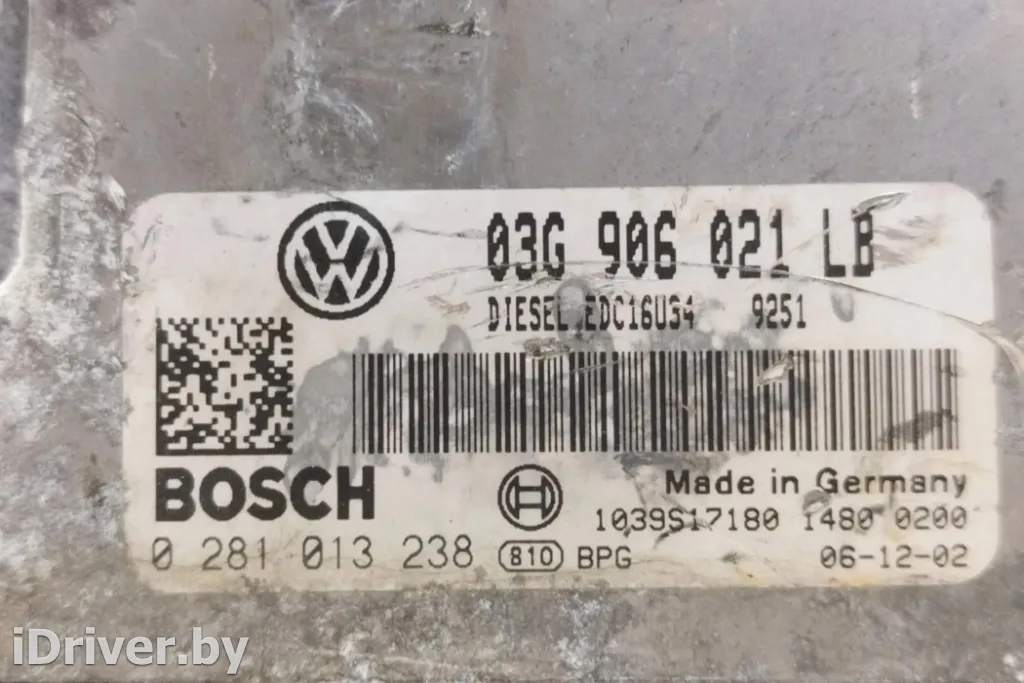 03G 906 021 LB
DIESEL EDC16U34 9251
BOSCH
Made in Germany
1039S17180 1480 0200
0 281 013 238 810 BPG 06-12-02
iDriver.by